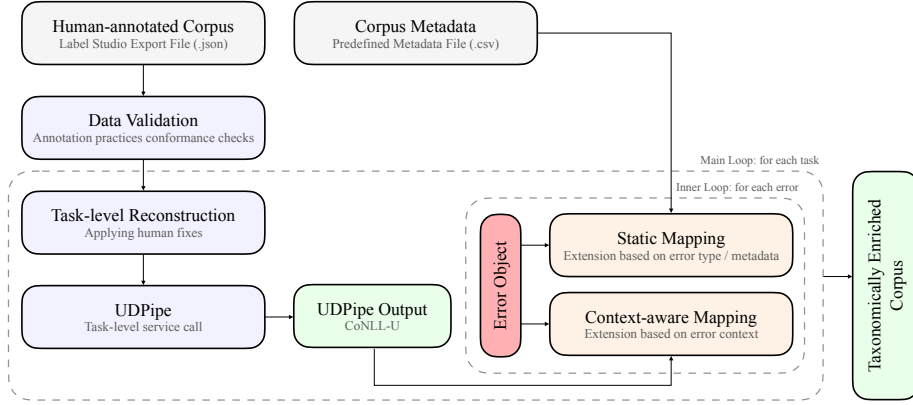 Human-annotated Corpus
Label Studio Export File (.json)
Corpus Metadata
Predefined Metadata File (.csv)
Data Validation
Annotation practices conformance checks
Main Loop: for each task
Inner Loop: for each error
Task-level Reconstruction
Applying human fixes
Error Object
Static Mapping
Extension based on error type / metadata
UDPipe
Task-level service call
UDPipe Output
CoNLL-U
Context-aware Mapping
Extension based on error context
Taxonomically Enriched
Corpus